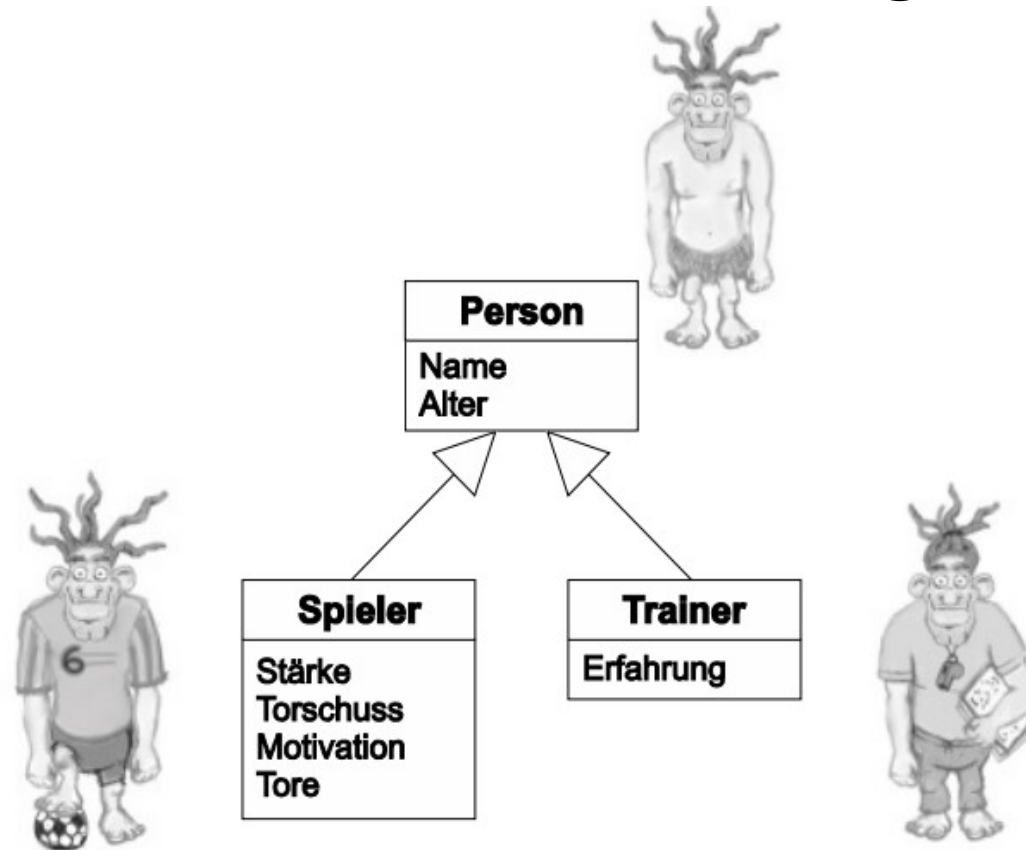 Person
Name
Alter
Spieler
Stärke
Torschuss
Motivation
Tore
Trainer
Erfahrung
6